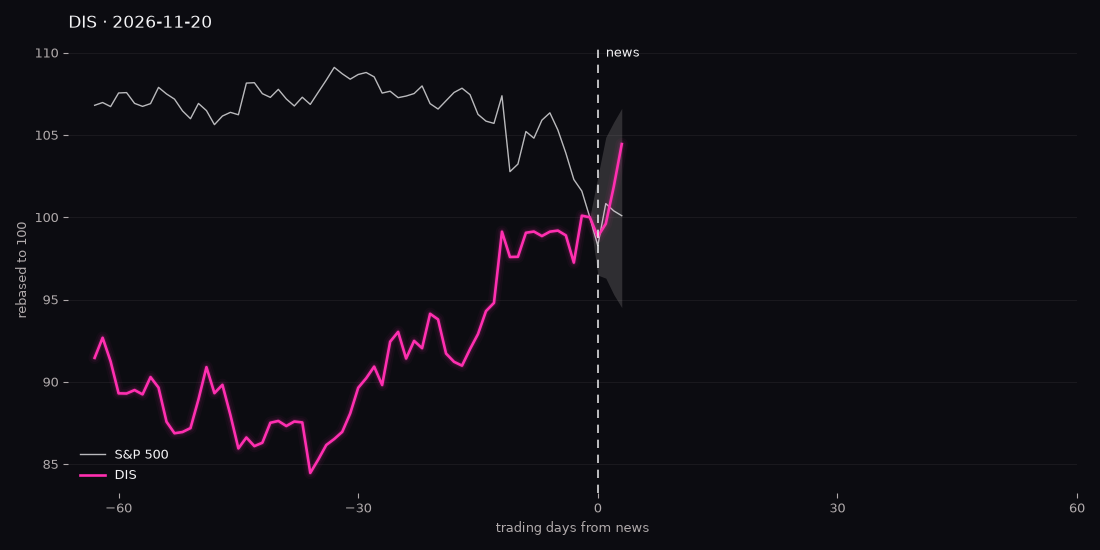 DIS · 2026-11-20
news
110
105
100
95
90
85
rebased to 100
S&P 500
DIS
−60
−30
0
30
60
trading days from news